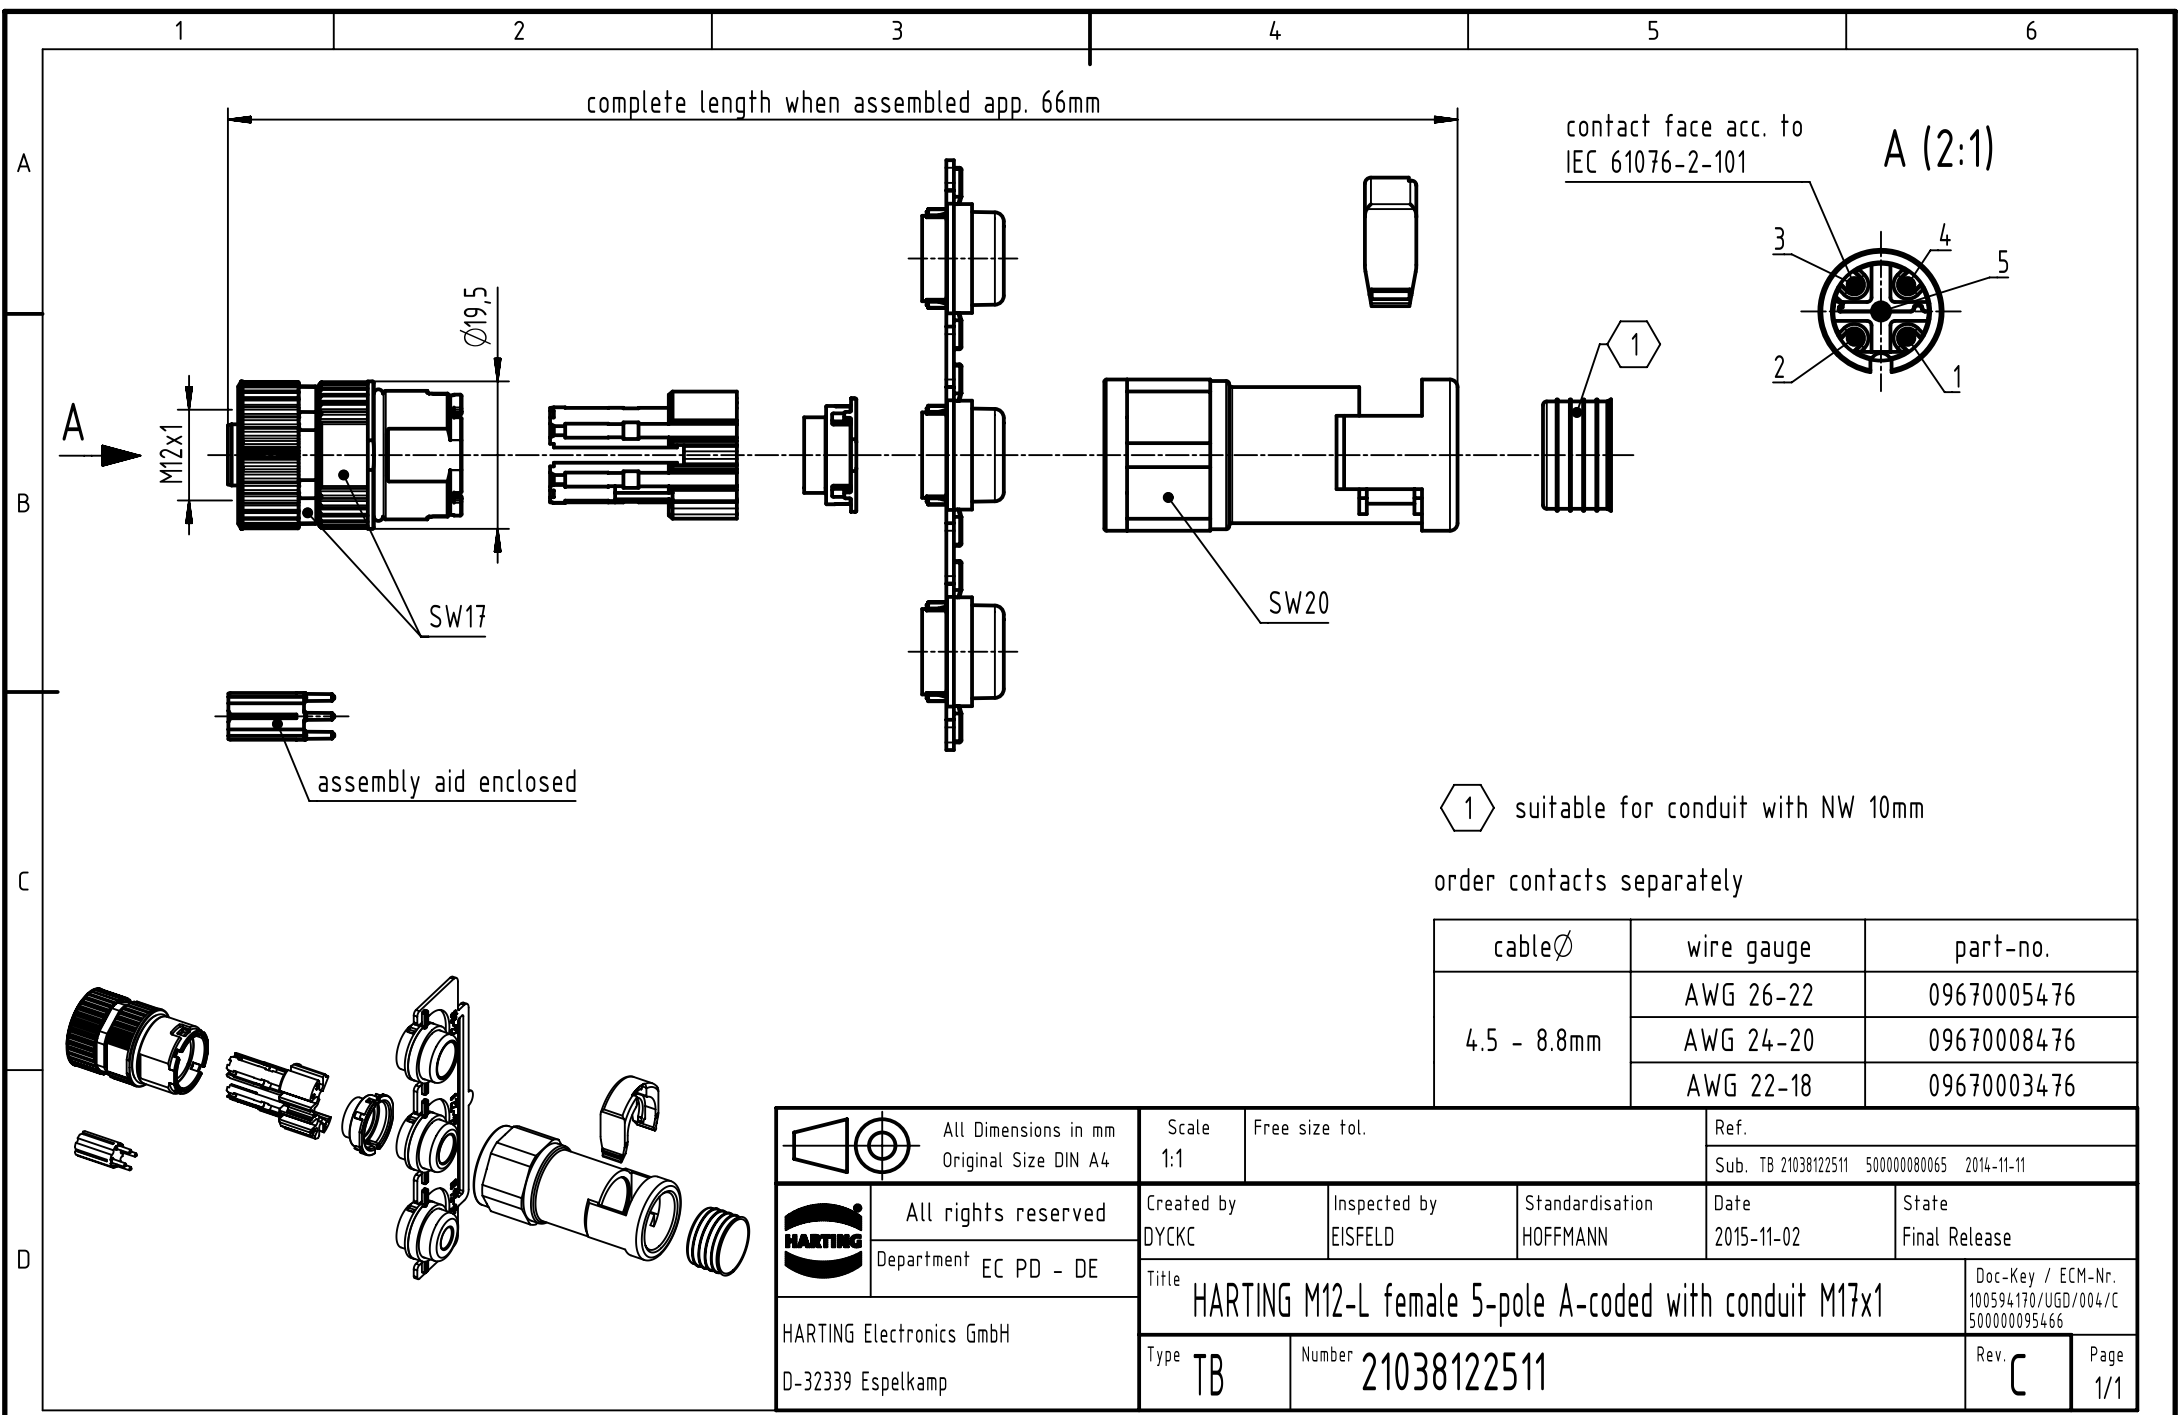 1 2 3 4 5 6
A
B
C
D
complete length when assembled app. 66mm
contact face acc. to
IEC 61076-2-101
A (2:1)
3
4
5
2
1
Ø19,5
M12x1
A
1
SW17
SW20
assembly aid enclosed
1 suitable for conduit with NW 10mm
order contacts separately
cableØ wire gauge part-no.
4.5 - 8.8mm
AWG 26-22 09670005476
AWG 24-20 09670008476
AWG 22-18 09670003476
All Dimensions in mm
Original Size DIN A4
Scale
1:1
Free size tol.
Ref.
Sub. TB 21038122511 500000080065 2014-11-11
HARTING
All rights reserved
Department EC PD - DE
Created by
DYCKC
Inspected by
EISFELD
Standardisation
HOFFMANN
Date
2015-11-02
State
Final Release
Title HARTING M12-L female 5-pole A-coded with conduit M17x1
Doc-Key / ECM-Nr.
100594170/UGD/004/C
500000095466
HARTING Electronics GmbH
D-32339 Espelkamp
Type TB
Number 21038122511
Rev. C
Page
1/1